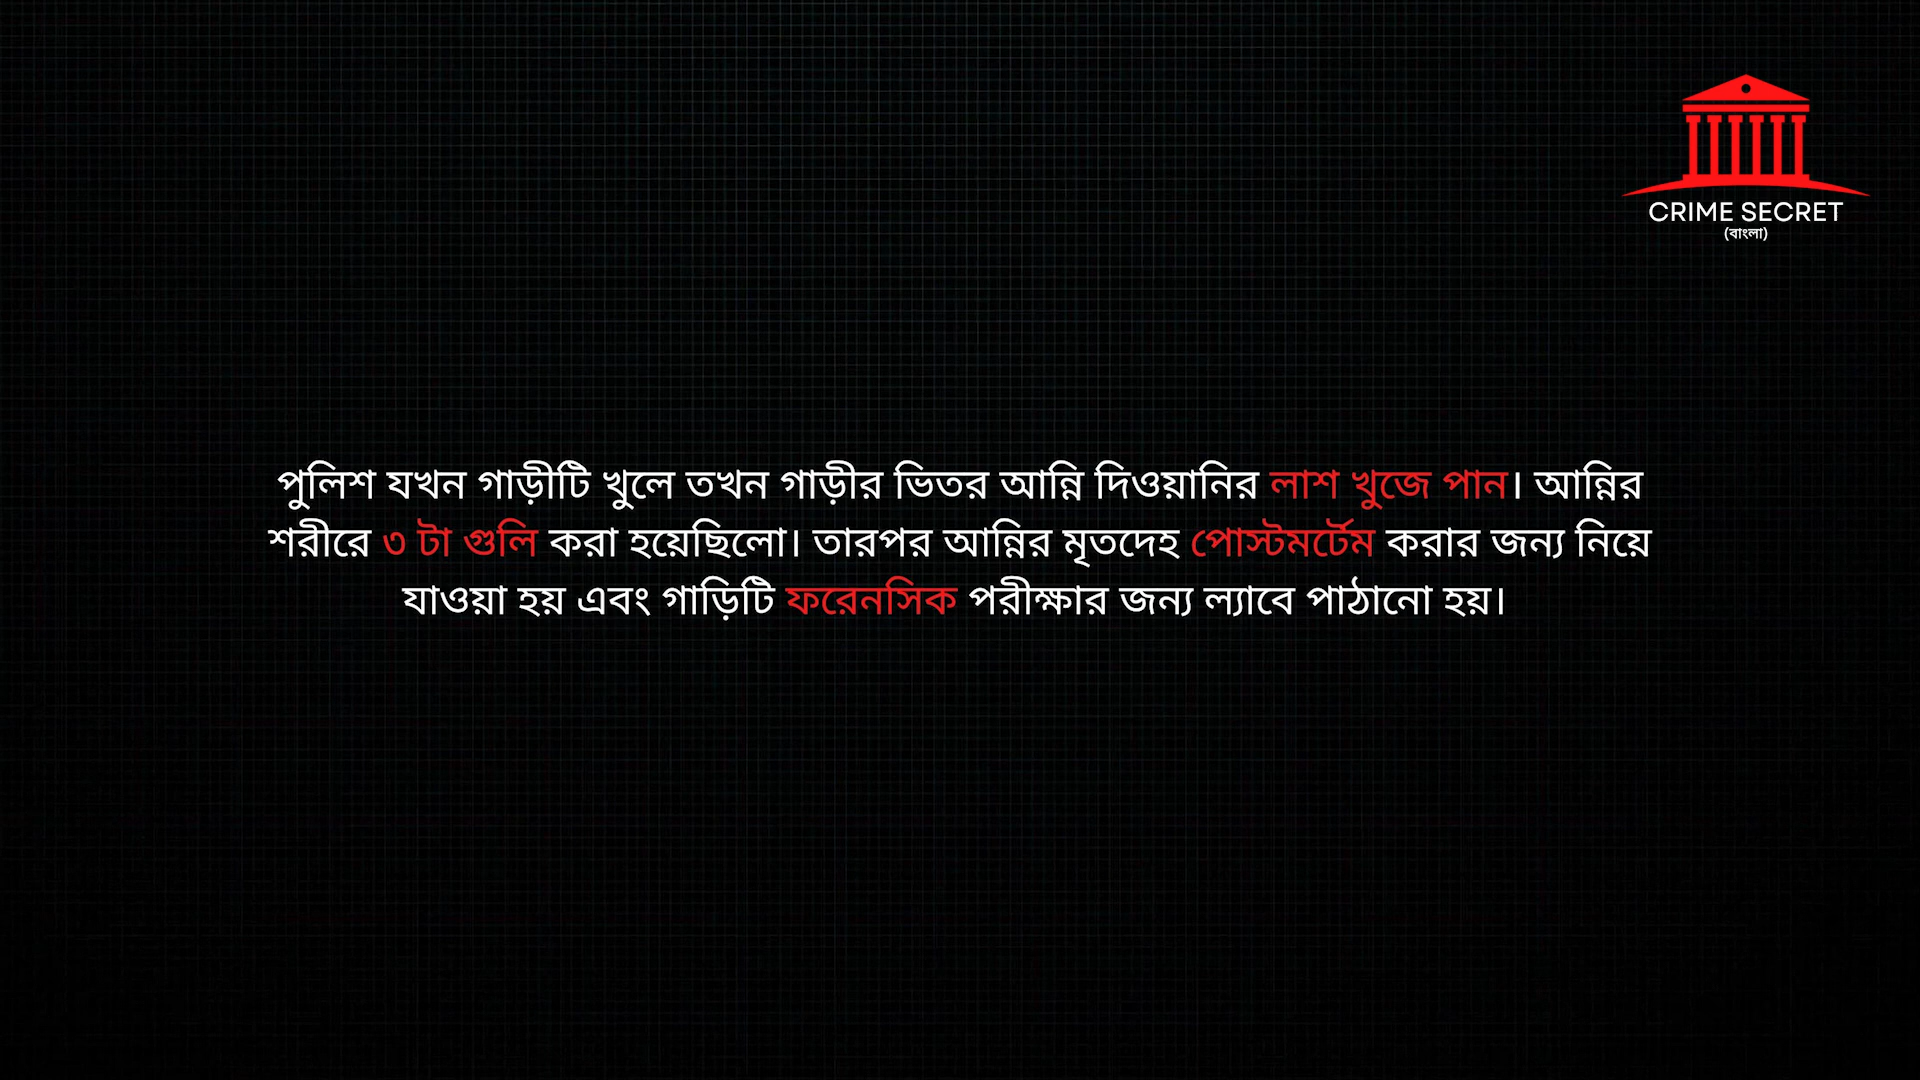 CRIME SECRET
(বাংলা)
পুলিশ যখন গাড়ীটি খুলে তখন গাড়ীর ভিতর আন্নি দিওয়ানির লাশ খুজে পান। আন্নির
শরীরে ৩ টা গুলি করা হয়েছিলো। তারপর আন্নির মৃতদেহ পোস্টমর্টেম করার জন্য নিয়ে
যাওয়া হয় এবং গাড়িটি ফরেনসিক পরীক্ষার জন্য ল্যাবে পাঠানো হয়।